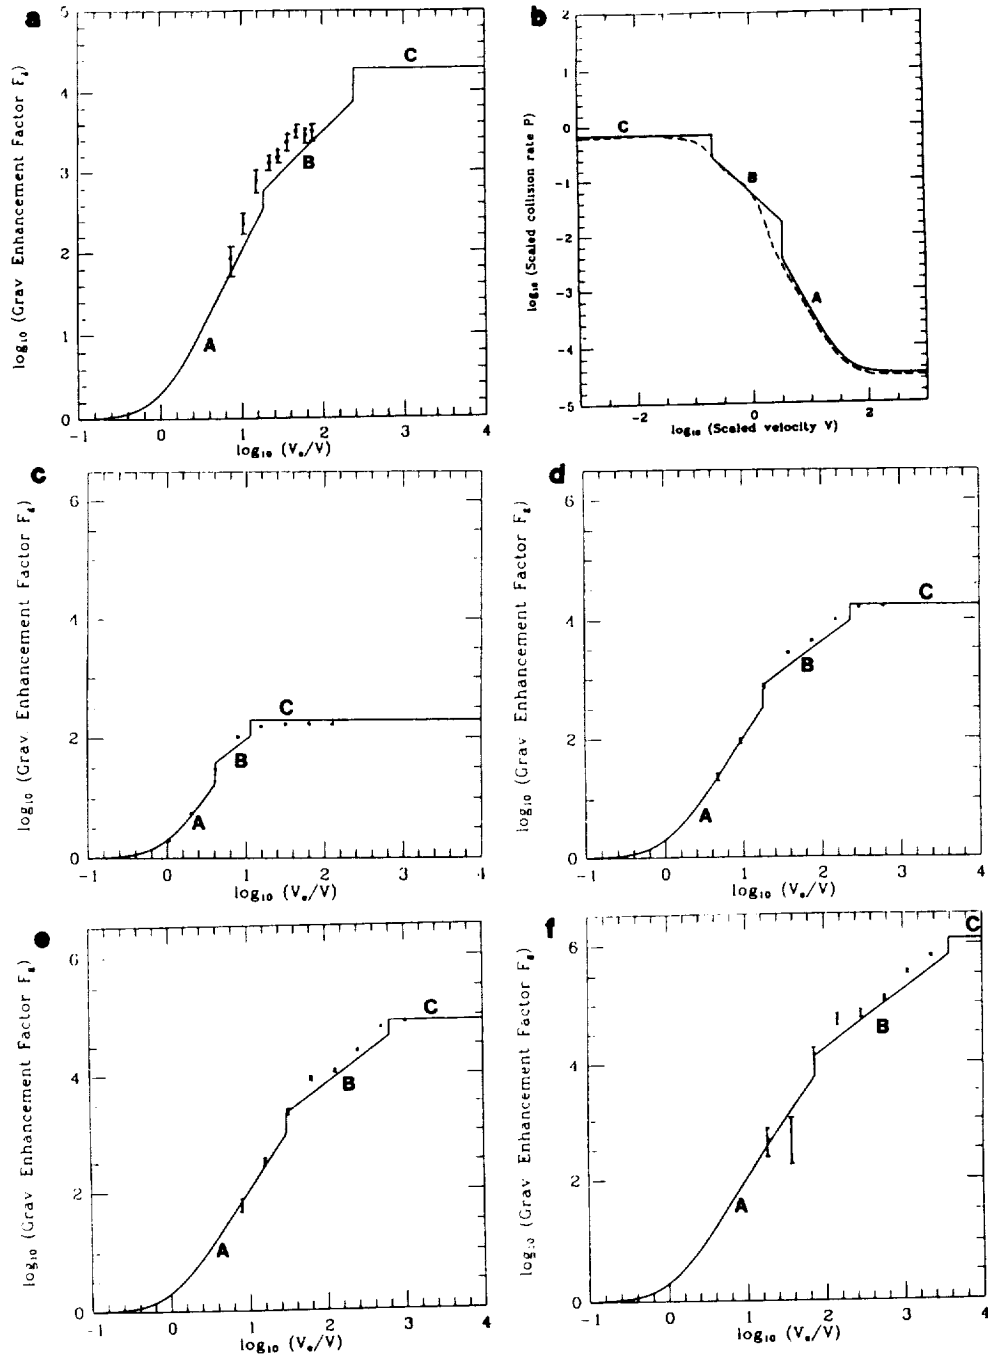 a
5
4
3
2
1
0
log₁₀ (Grav Enhancement Factor F_g)
A
B
C
-1 0 1 2 3 4
log₁₀ (Vₑ/V)
b
2
1
0
-1
-2
-3
-4
-5
log₁₀ (Scaled collision rate P)
C
B
A
-2 0 2
log₁₀ (Scaled velocity V)
c
6
4
2
0
log₁₀ (Grav. Enhancement Factor F_g)
A
B
C
-1 0 1 2 3 4
log₁₀ (Vₑ/V)
d
6
4
2
0
log₁₀ (Grav Enhancement Factor F_g)
A
B
C
-1 0 1 2 3 4
log₁₀ (Vₑ/V)
e
6
4
2
0
log₁₀ (Grav Enhancement Factor F_g)
A
B
C
-1 0 1 2 3 4
log₁₀ (Vₑ/V)
f
6
4
2
0
log₁₀ (Grav Enhancement Factor F_g)
A
B
C
-1 0 1 2 3 4
log₁₀ (Vₑ/V)